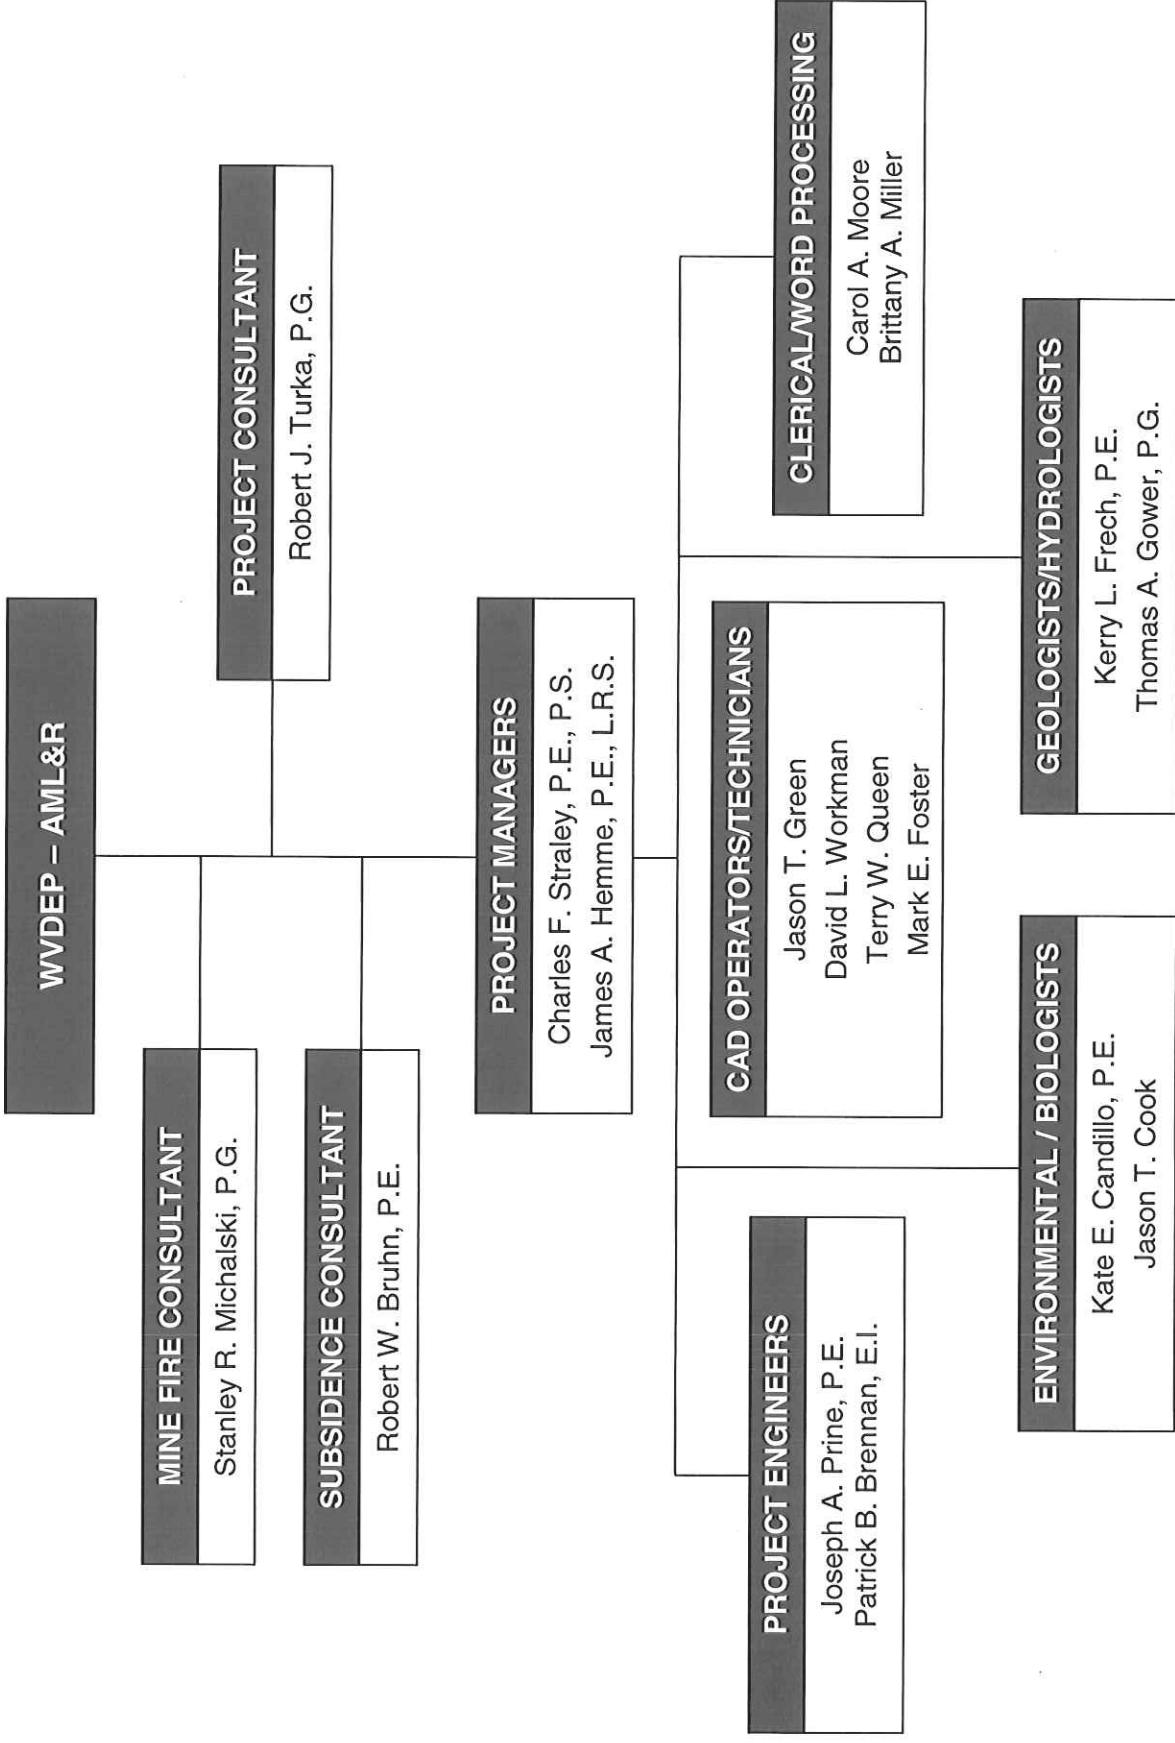 WVDEP – AML&R
MINE FIRE CONSULTANT
Stanley R. Michalski, P.G.
PROJECT CONSULTANT
Robert J. Turka, P.G.
SUBSIDENCE CONSULTANT
Robert W. Bruhn, P.E.
PROJECT MANAGERS
Charles F. Straley, P.E., P.S.
James A. Hemme, P.E., L.R.S.
PROJECT ENGINEERS
Joseph A. Prine, P.E.
Patrick B. Brennan, E.I.
CAD OPERATORS/TECHNICIANS
Jason T. Green
David L. Workman
Terry W. Queen
Mark E. Foster
CLERICAL/WORD PROCESSING
Carol A. Moore
Brittany A. Miller
ENVIRONMENTAL / BIOLOGISTS
Kate E. Candillo, P.E.
Jason T. Cook
GEOLOGISTS/HYDROLOGISTS
Kerry L. Frech, P.E.
Thomas A. Gower, P.G.